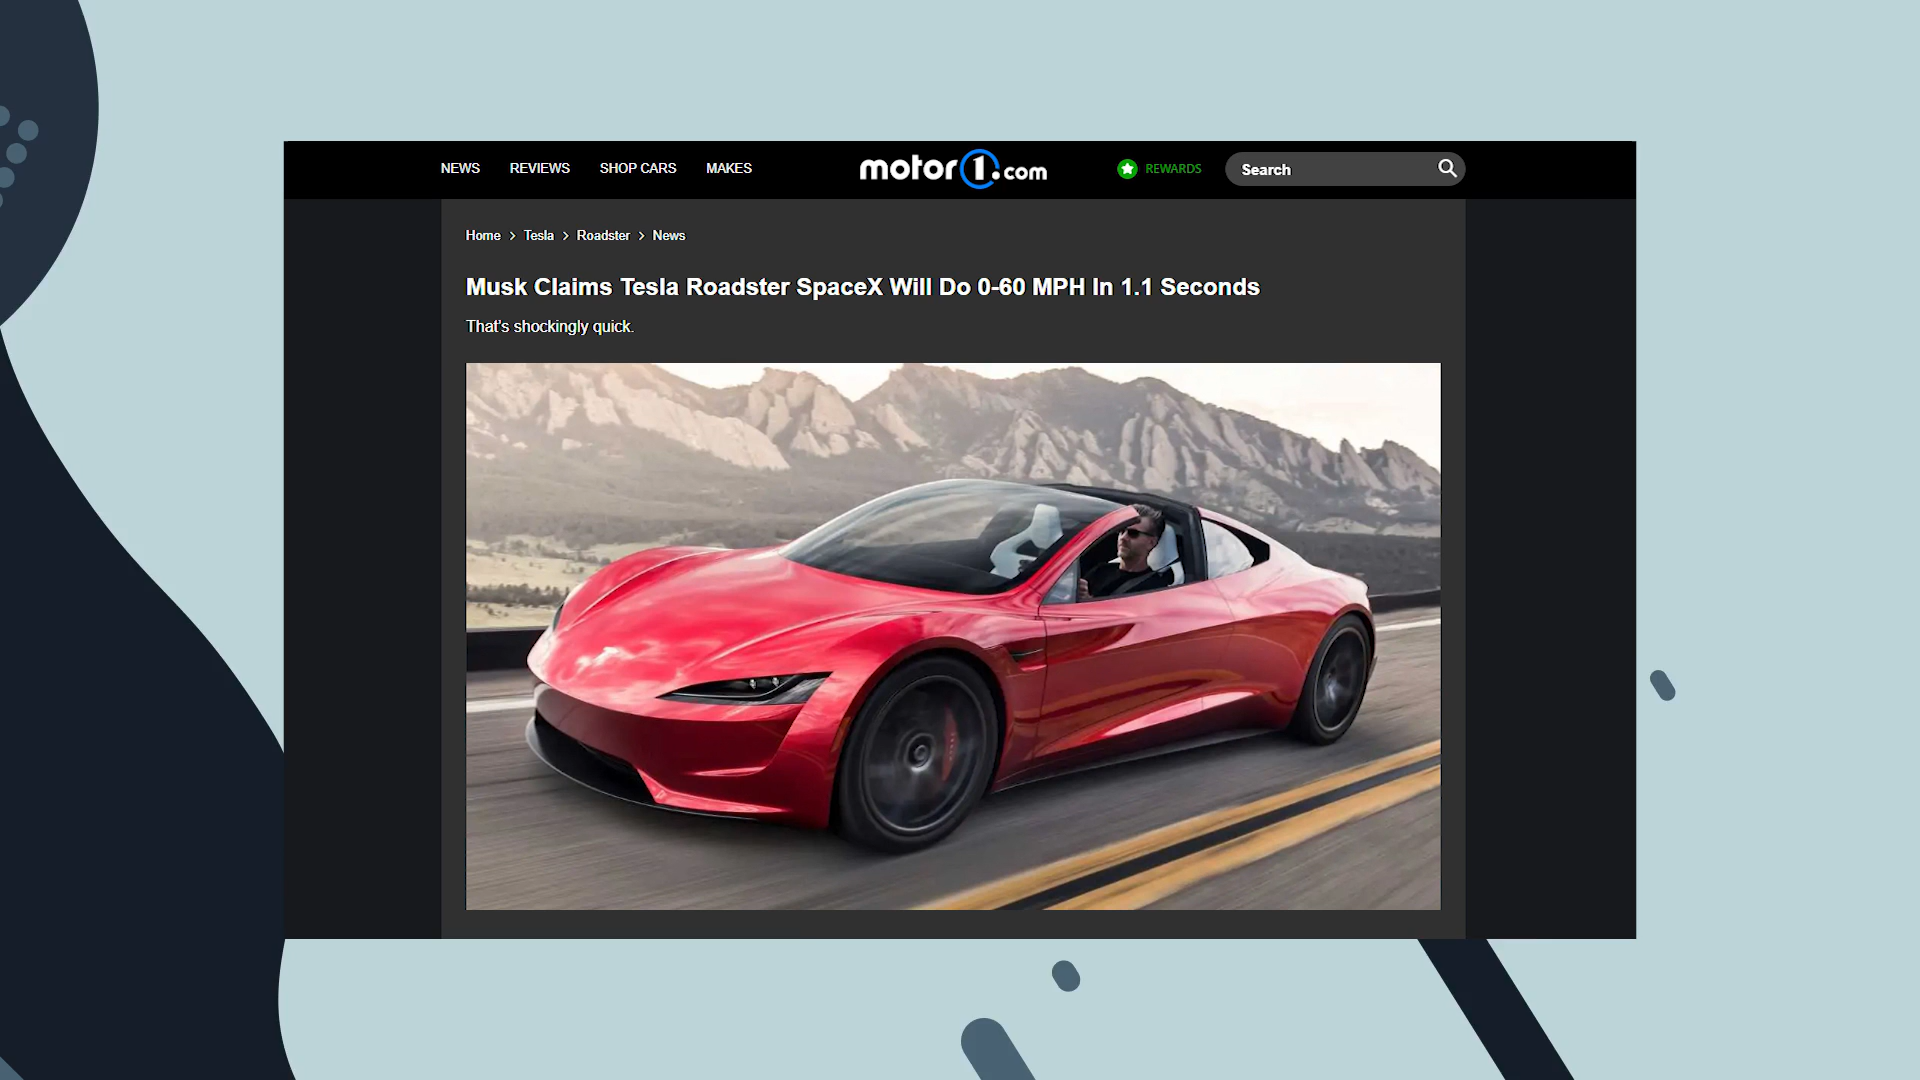 NEWS REVIEWS SHOP CARS MAKES motor1.com REWARDS Search
Home > Tesla > Roadster > News
Musk Claims Tesla Roadster SpaceX Will Do 0-60 MPH In 1.1 Seconds
That's shockingly quick.